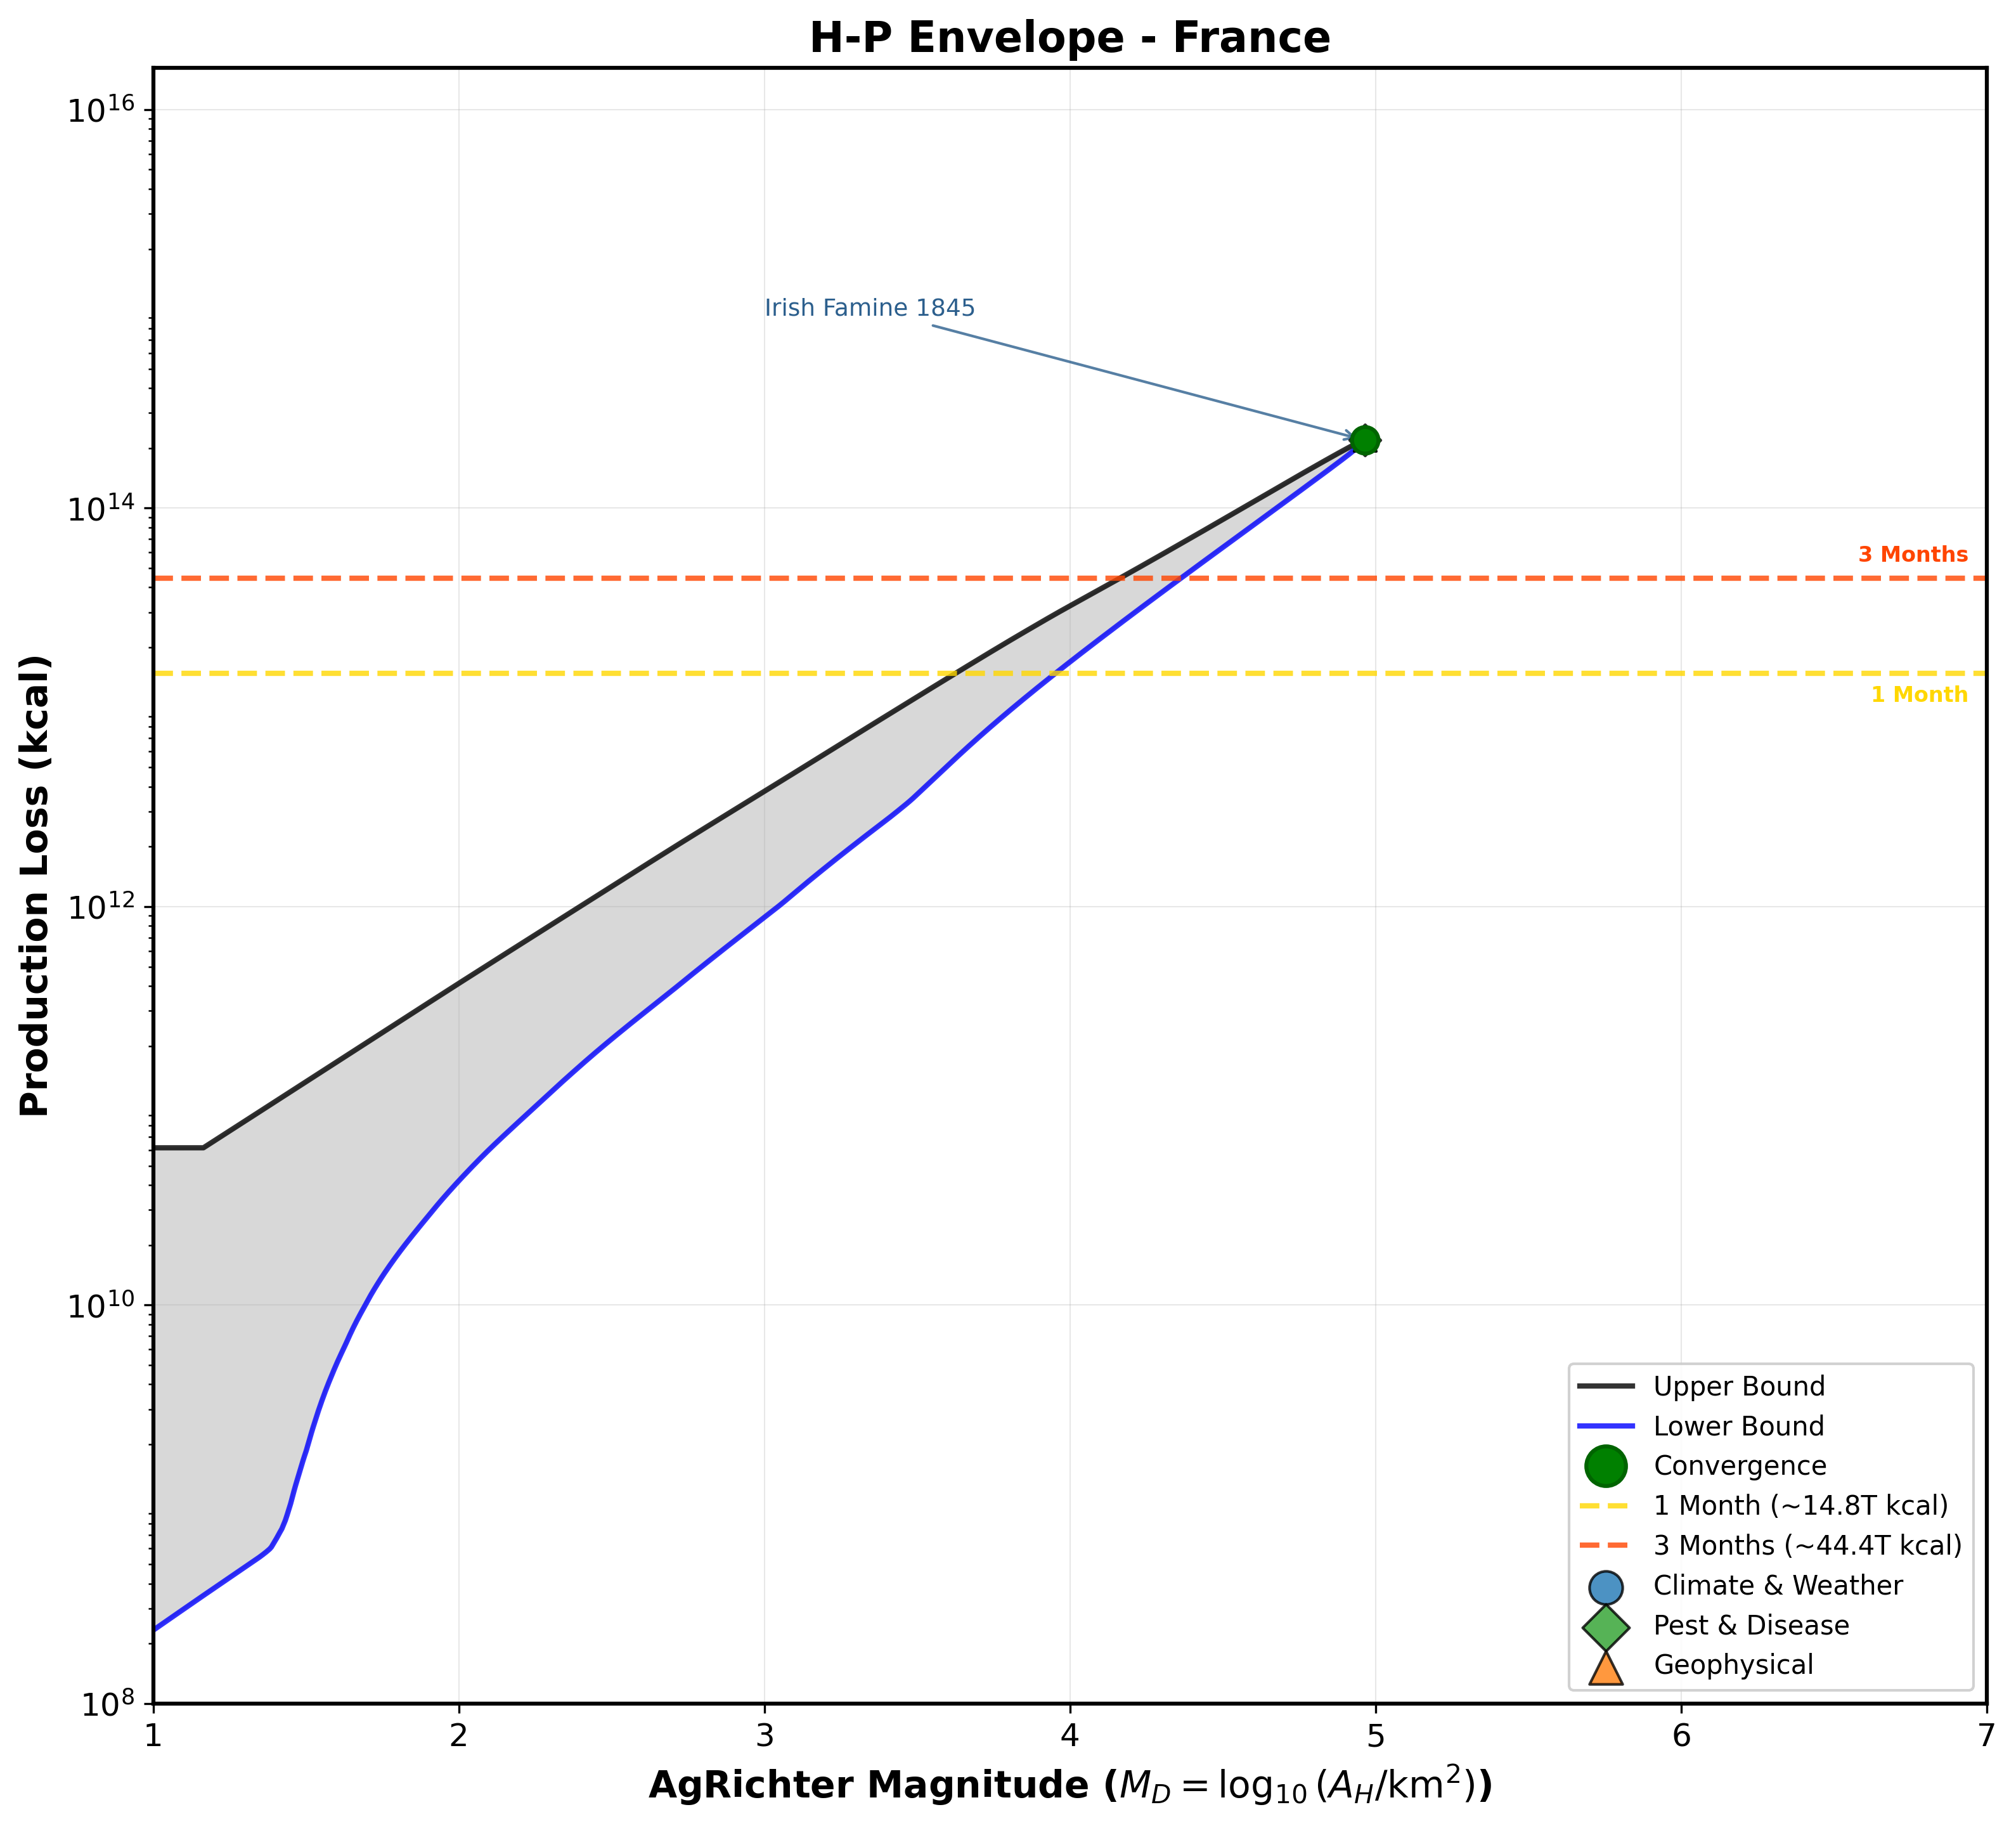 H-P Envelope - France
Production Loss (kcal)
10^16
10^14
10^12
10^10
10^8
Irish Famine 1845
3 Months
1 Month
Upper Bound
Lower Bound
Convergence
1 Month (~14.8T kcal)
3 Months (~44.4T kcal)
Climate & Weather
Pest & Disease
Geophysical
1 2 3 4 5 6 7
AgRichter Magnitude (M_D = log_10 (A_H/km^2))